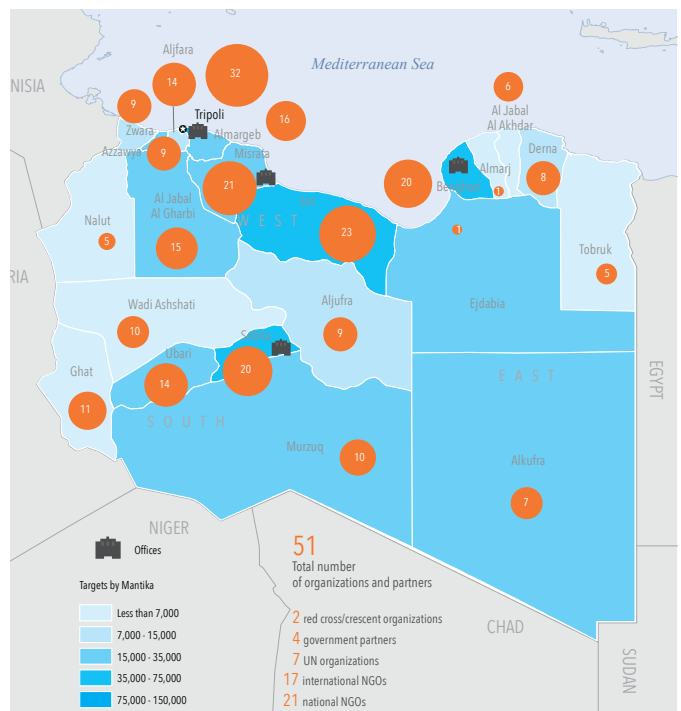 Aljfara
32
Mediterranean Sea
14
NISIA
6
9
Al Jabal
Al Akhdar
Tripoli
16
Zwara
Almargeb
Derna
Azzawya
9
Misrata
Almarj
8
21
20
1
Al Jabal
Al Gharbi
WEST
Nalut
23
1
5
15
Tobruk
5
RIA
Wadi Ashshati
Aljufra
Ejdabia
10
9
Ubari
Ghat
20
14
EAST
EGYPT
11
SOUTH
Murzuq
10
Alkufra
7
NIGER
51
Offices
Total number
of organizations and partners
Targets by Mantika
Less than 7,000
2 red cross/crescent organizations
7,000 - 15,000
4 government partners
CHAD
15,000 - 35,000
7 UN organizations
35,000 - 75,000
17 international NGOs
75,000 - 150,000
21 national NGOs
SUDAN